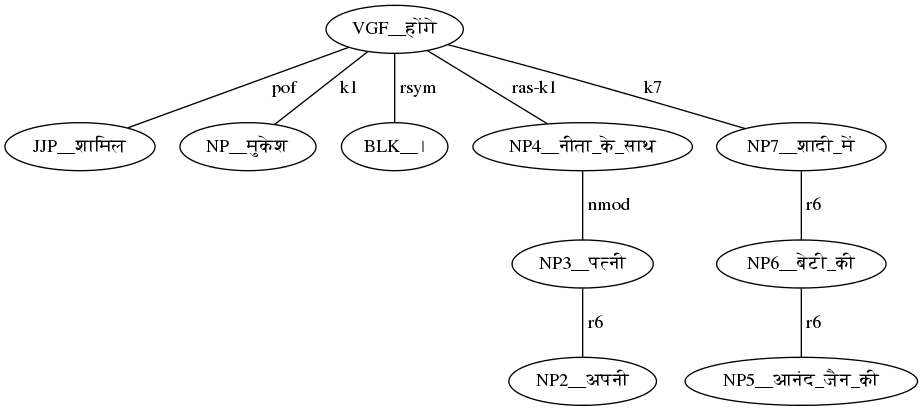 VGF__होंगे
pof k1 rsym ras-k1 k7
JJP__शामिल NP__मुकेश BLK__। NP4__नीता_के_साथ NP7__शादी_में
nmod r6
NP3__पत्नी NP6__बेटी_की
r6 r6
NP2__अपनी NP5__आनंद_जैन_की